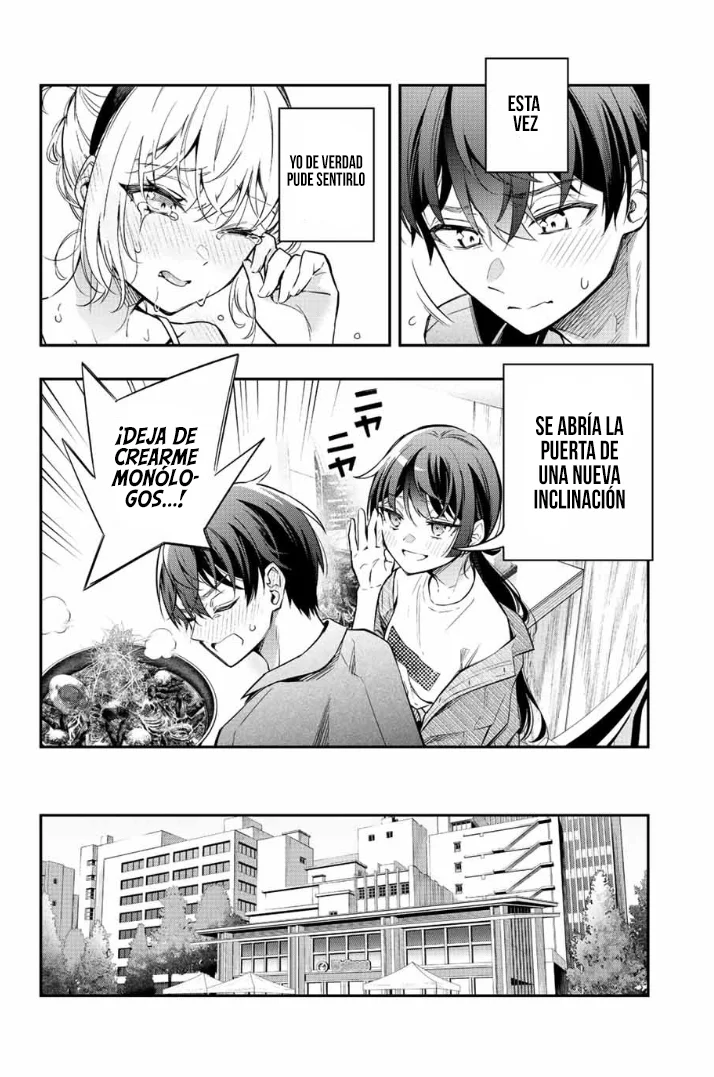 ESTA
VEZ
YO DE VERDAD
PUDE SENTIRLO
SE ABRÍA LA
PUERTA DE
UNA NUEVA
INCLINACIÓN
ニヤ
ニヤ
¡DEJA DE
CREARME
MONÓLO-
GOS...!